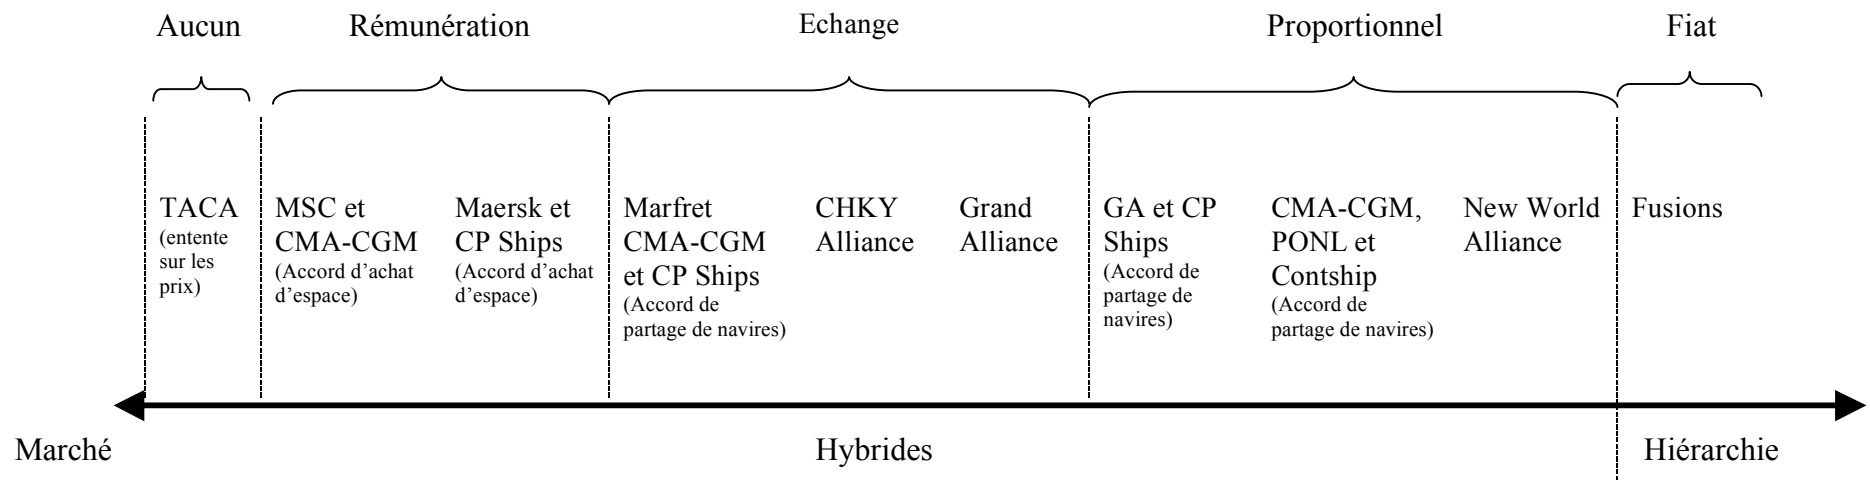 Aucun
Rémunération
Echange
Proportionnel
Fiat
TACA
(entente
sur les
prix)
MSC et
CMA-CGM
(Accord d'achat
d'espace)
Maersk et
CP Ships
(Accord d'achat
d'espace)
Marfret
CMA-CGM
et CP Ships
(Accord de
partage de navires)
CHKY
Alliance
Grand
Alliance
GA et CP
Ships
(Accord de
partage de
navires)
CMA-CGM,
PONL et
Contship
(Accord de
partage de navires)
New World
Alliance
Fusions
Marché
Hybrides
Hiérarchie